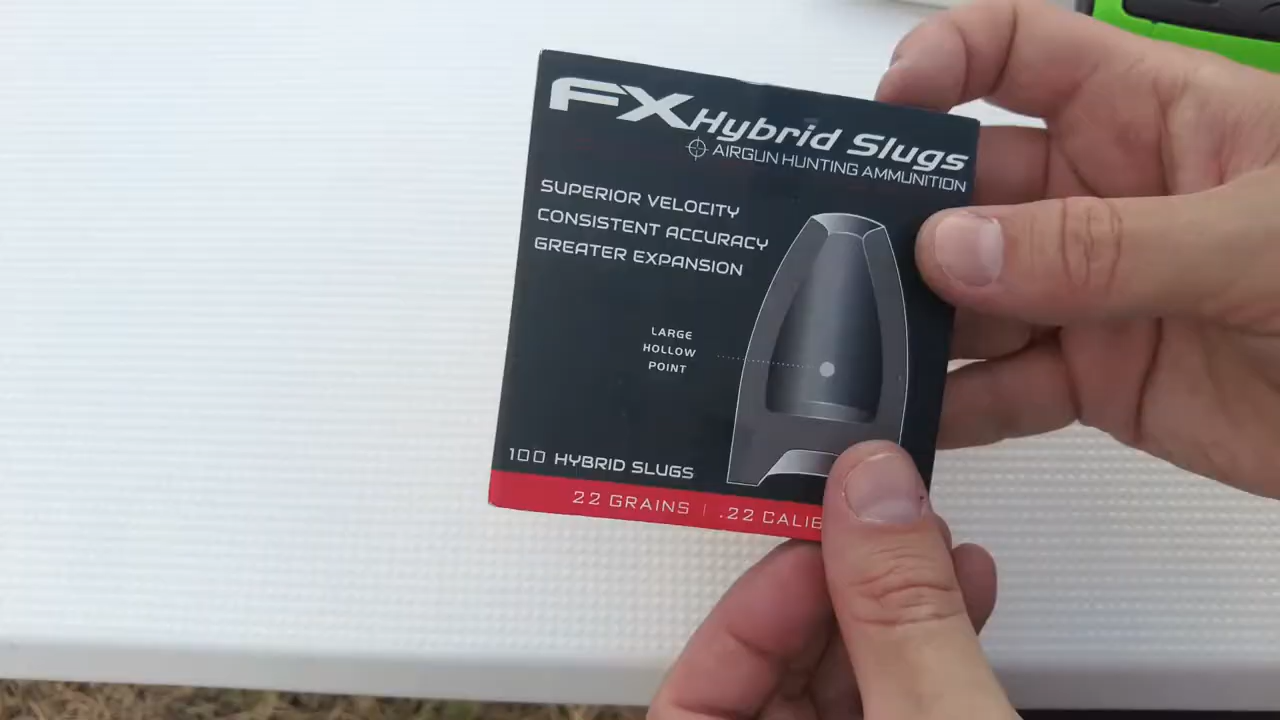 FX Hybrid Slugs
AIRGUN HUNTING AMMUNITION
SUPERIOR VELOCITY
CONSISTENT ACCURACY
GREATER EXPANSION
LARGE
HOLLOW
POINT
100 HYBRID SLUGS
22 GRAINS | .22 CALIB